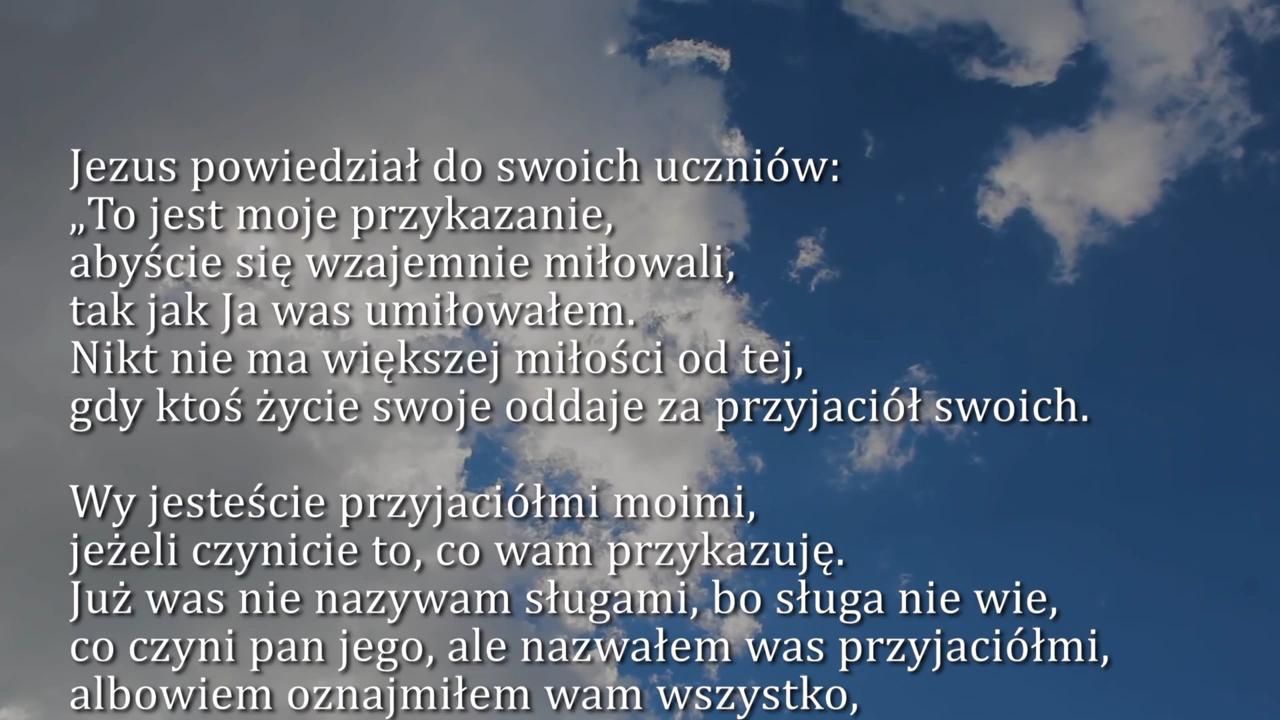 Jezus powiedział do swoich uczniów:
„To jest moje przykazanie,
abyście się wzajemnie miłowali,
tak jak Ja was umiłowałem.
Nikt nie ma większej miłości od tej,
gdy ktoś życie swoje oddaje za przyjaciół swoich.

Wy jesteście przyjaciółmi moimi,
jeżeli czynicie to, co wam przykazuję.
Już was nie nazywam sługami, bo sługa nie wie,
co czyni pan jego, ale nazwałem was przyjaciółmi,
albowiem oznajmiłem wam wszystko,